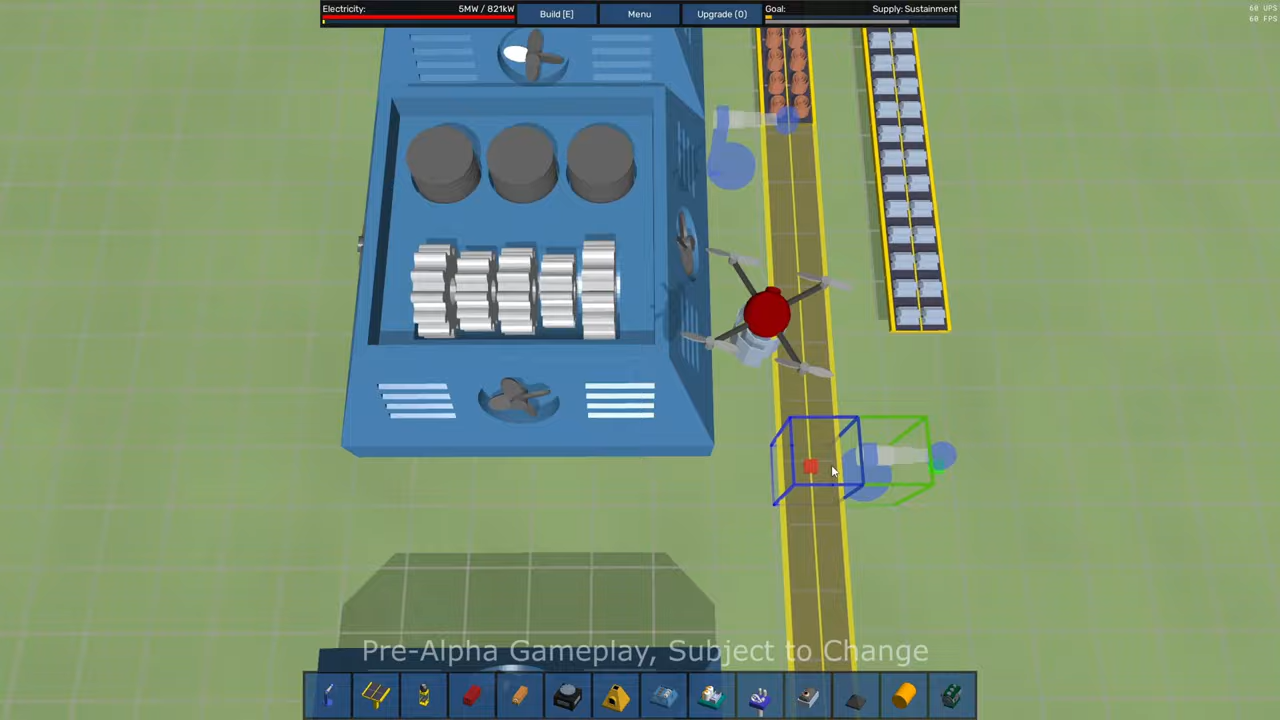 Electricity:
5MW / 821kW
Build [E]
Menu
Upgrade (0)
Goal:
Supply: Sustainment
60 UPS
60 FPS
Pre-Alpha Gameplay, Subject to Change